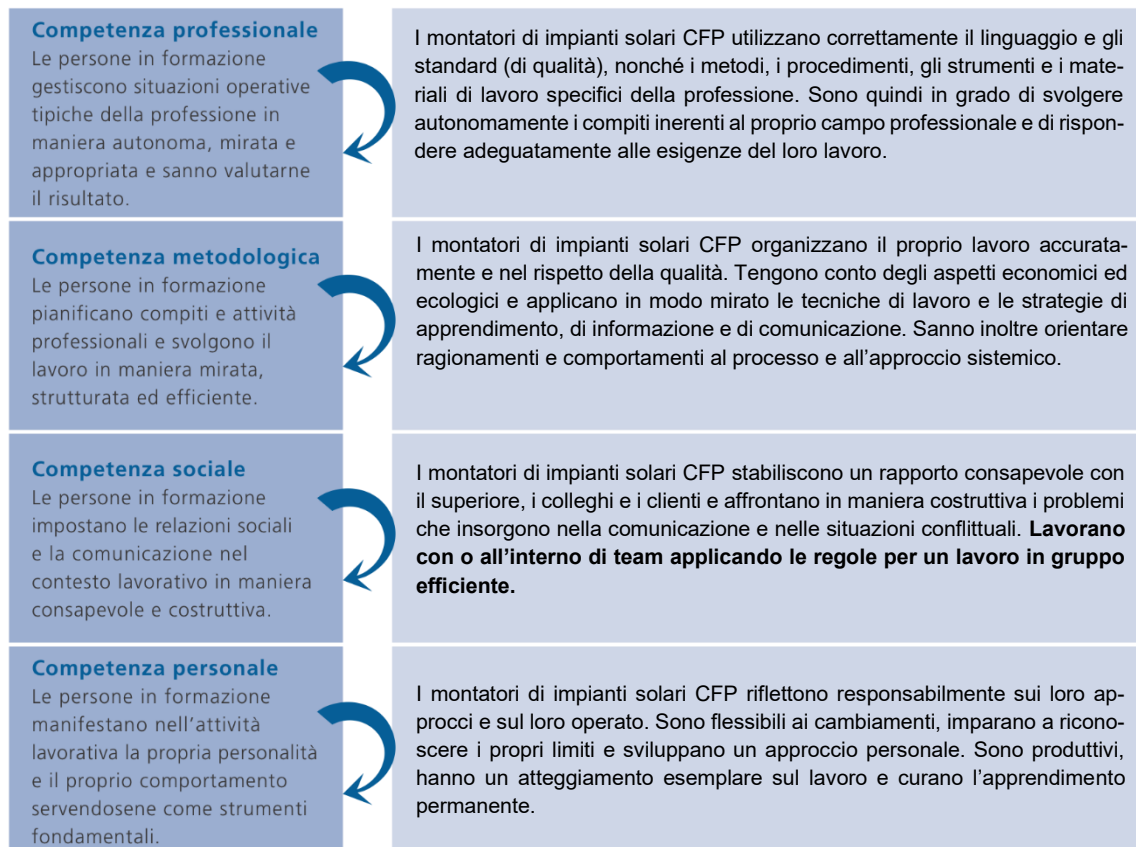 Competenza professionale
Le persone in formazione
gestiscono situazioni operative
tipiche della professione in
maniera autonoma, mirata e
appropriata e sanno valutarne
il risultato.
I montatori di impianti solari CFP utilizzano correttamente il linguaggio e gli
standard (di qualità), nonché i metodi, i procedimenti, gli strumenti e i mate-
riali di lavoro specifici della professione. Sono quindi in grado di svolgere
autonomamente i compiti inerenti al proprio campo professionale e di rispon-
dere adeguatamente alle esigenze del loro lavoro.
Competenza metodologica
Le persone in formazione
pianificano compiti e attività
professionali e svolgono il
lavoro in maniera mirata,
strutturata ed efficiente.
I montatori di impianti solari CFP organizzano il proprio lavoro accurata-
mente e nel rispetto della qualità. Tengono conto degli aspetti economici ed
ecologici e applicano in modo mirato le tecniche di lavoro e le strategie di
apprendimento, di informazione e di comunicazione. Sanno inoltre orientare
ragionamenti e comportamenti al processo e all'approccio sistemico.
Competenza sociale
Le persone in formazione
impostano le relazioni sociali
e la comunicazione nel
contesto lavorativo in maniera
consapevole e costruttiva.
I montatori di impianti solari CFP stabiliscono un rapporto consapevole con
il superiore, i colleghi e i clienti e affrontano in maniera costruttiva i problemi
che insorgono nella comunicazione e nelle situazioni conflittuali. Lavorano
con o all'interno di team applicando le regole per un lavoro in gruppo
efficiente.
Competenza personale
Le persone in formazione
manifestano nell'attività
lavorativa la propria personalità
e il proprio comportamento
servendosene come strumenti
fondamentali.
I montatori di impianti solari CFP riflettono responsabilmente sui loro ap-
procci e sul loro operato. Sono flessibili ai cambiamenti, imparano a ricono-
scere i propri limiti e sviluppano un approccio personale. Sono produttivi,
hanno un atteggiamento esemplare sul lavoro e curano l'apprendimento
permanente.